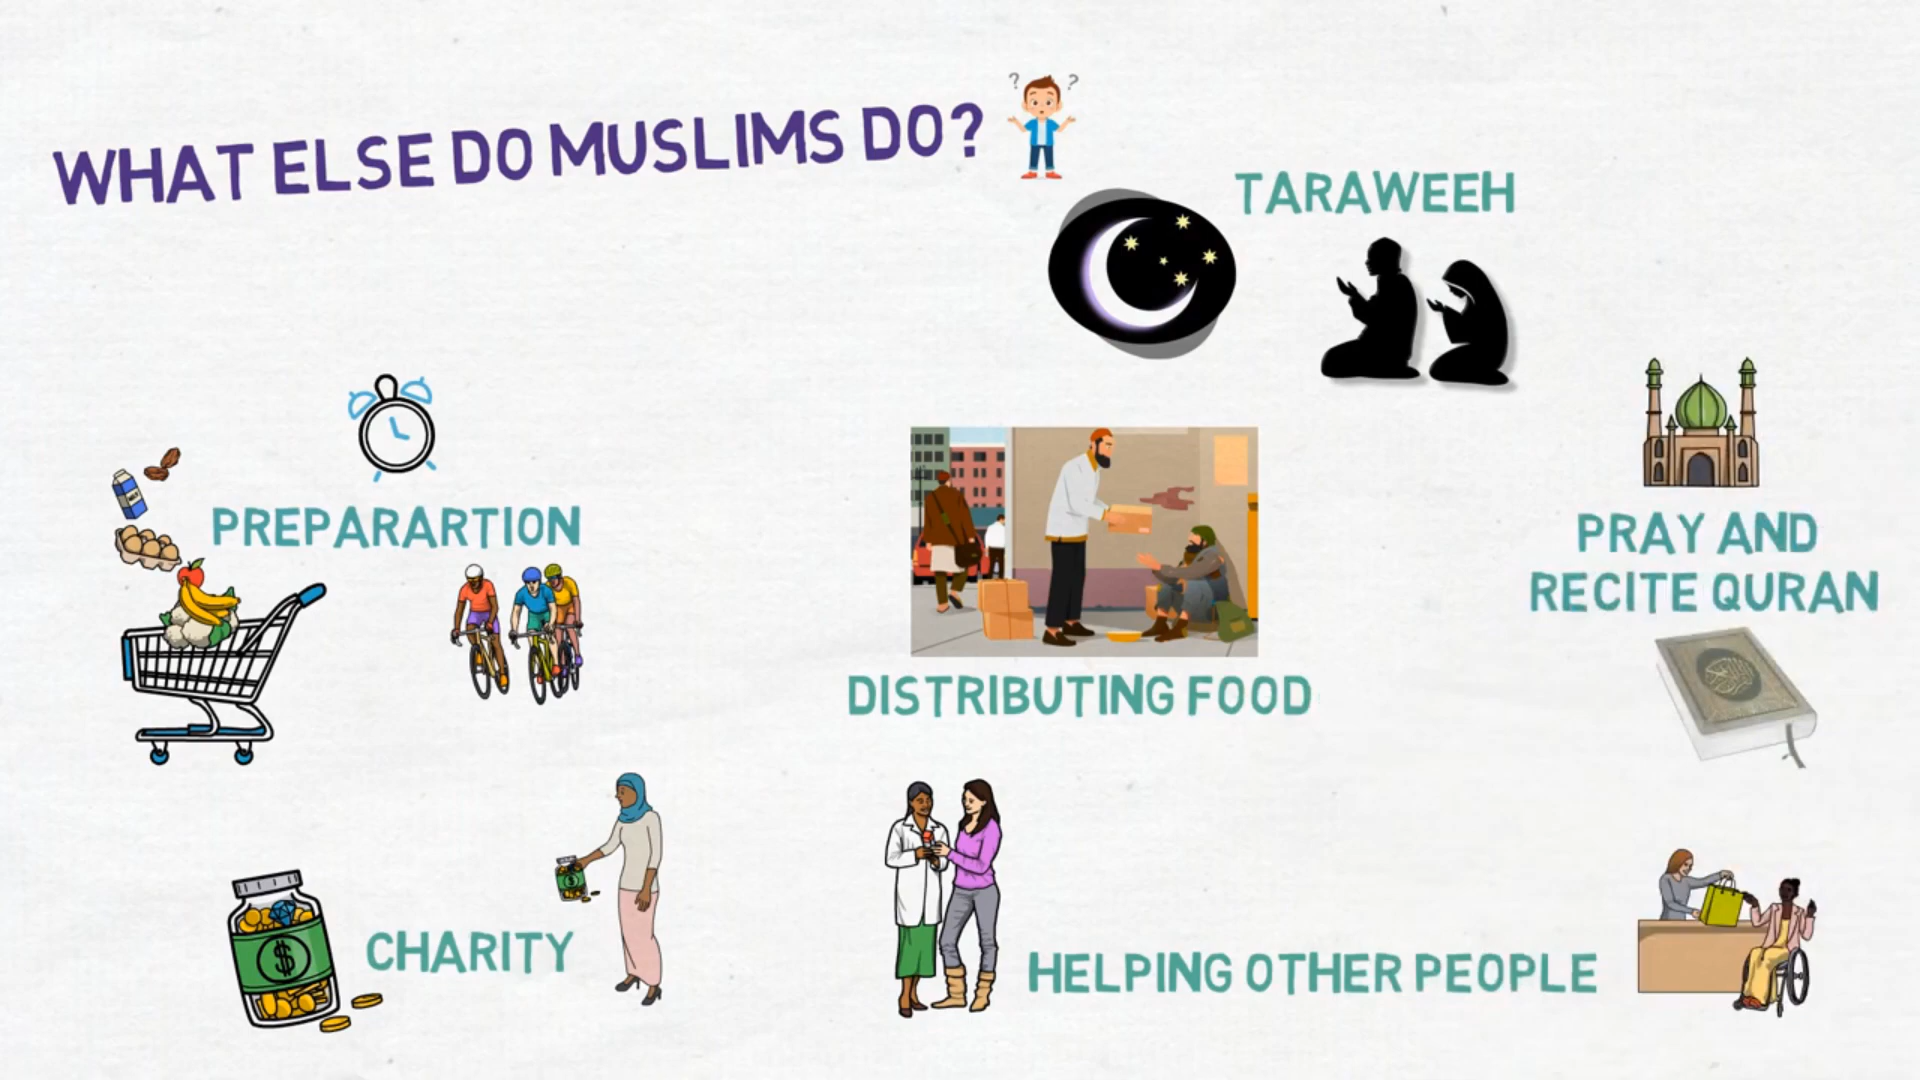 WHAT ELSE DO MUSLIMS DO?
? ?
TARAWEEH
PREPARARTION
PRAY AND
RECITE QURAN
DISTRIBUTING FOOD
CHARITY
$
$
HELPING OTHER PEOPLE